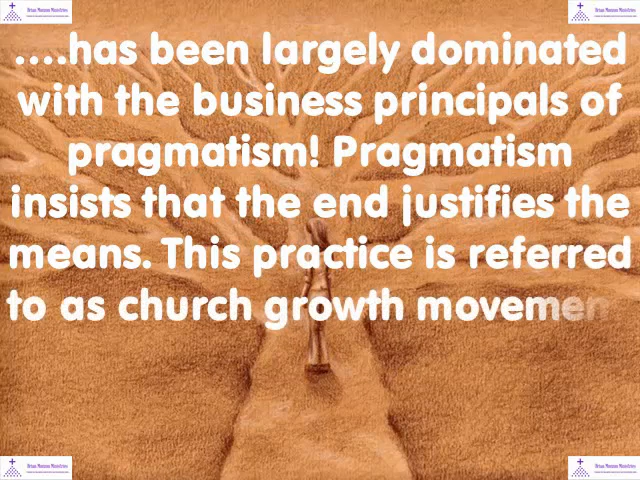 ....has been largely dominated
with the business principals of
pragmatism! Pragmatism
insists that the end justifies the
means. This practice is referred
to as church growth movemen